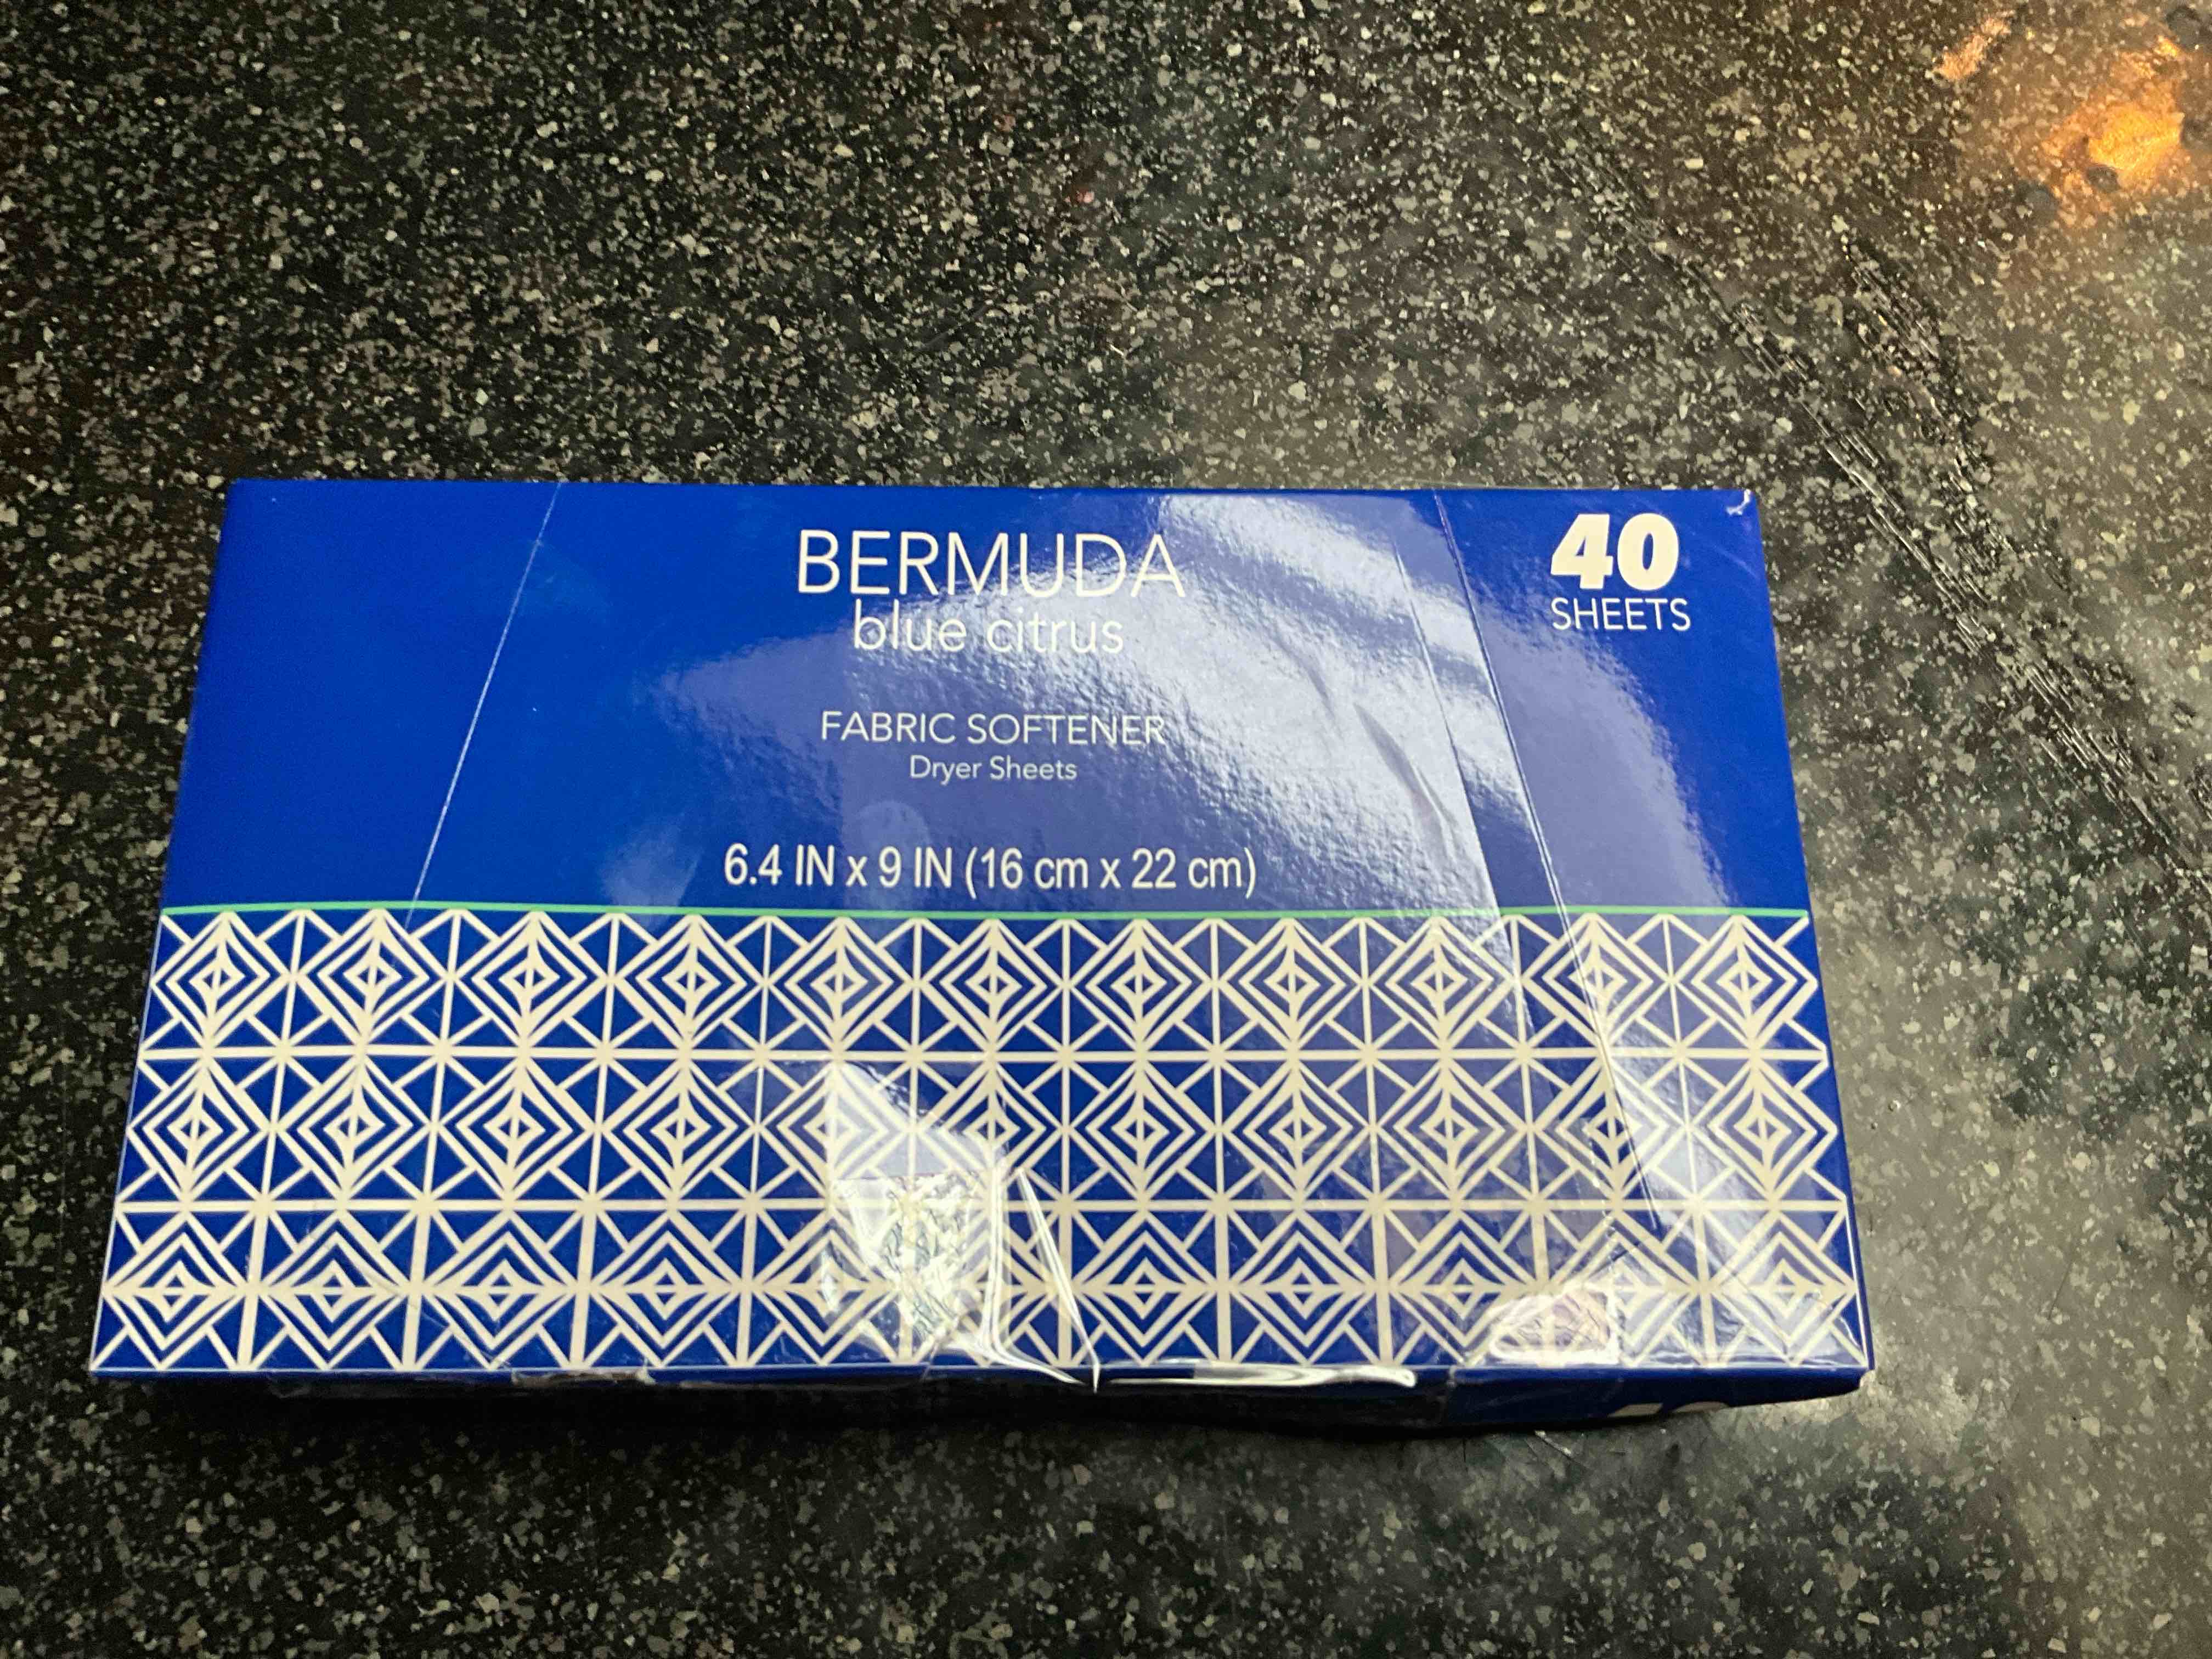 BERMUDA
blue citrus
40
SHEETS
FABRIC SOFTENER
Dryer Sheets
6.4 IN x 9 IN (16 cm x 22 cm)